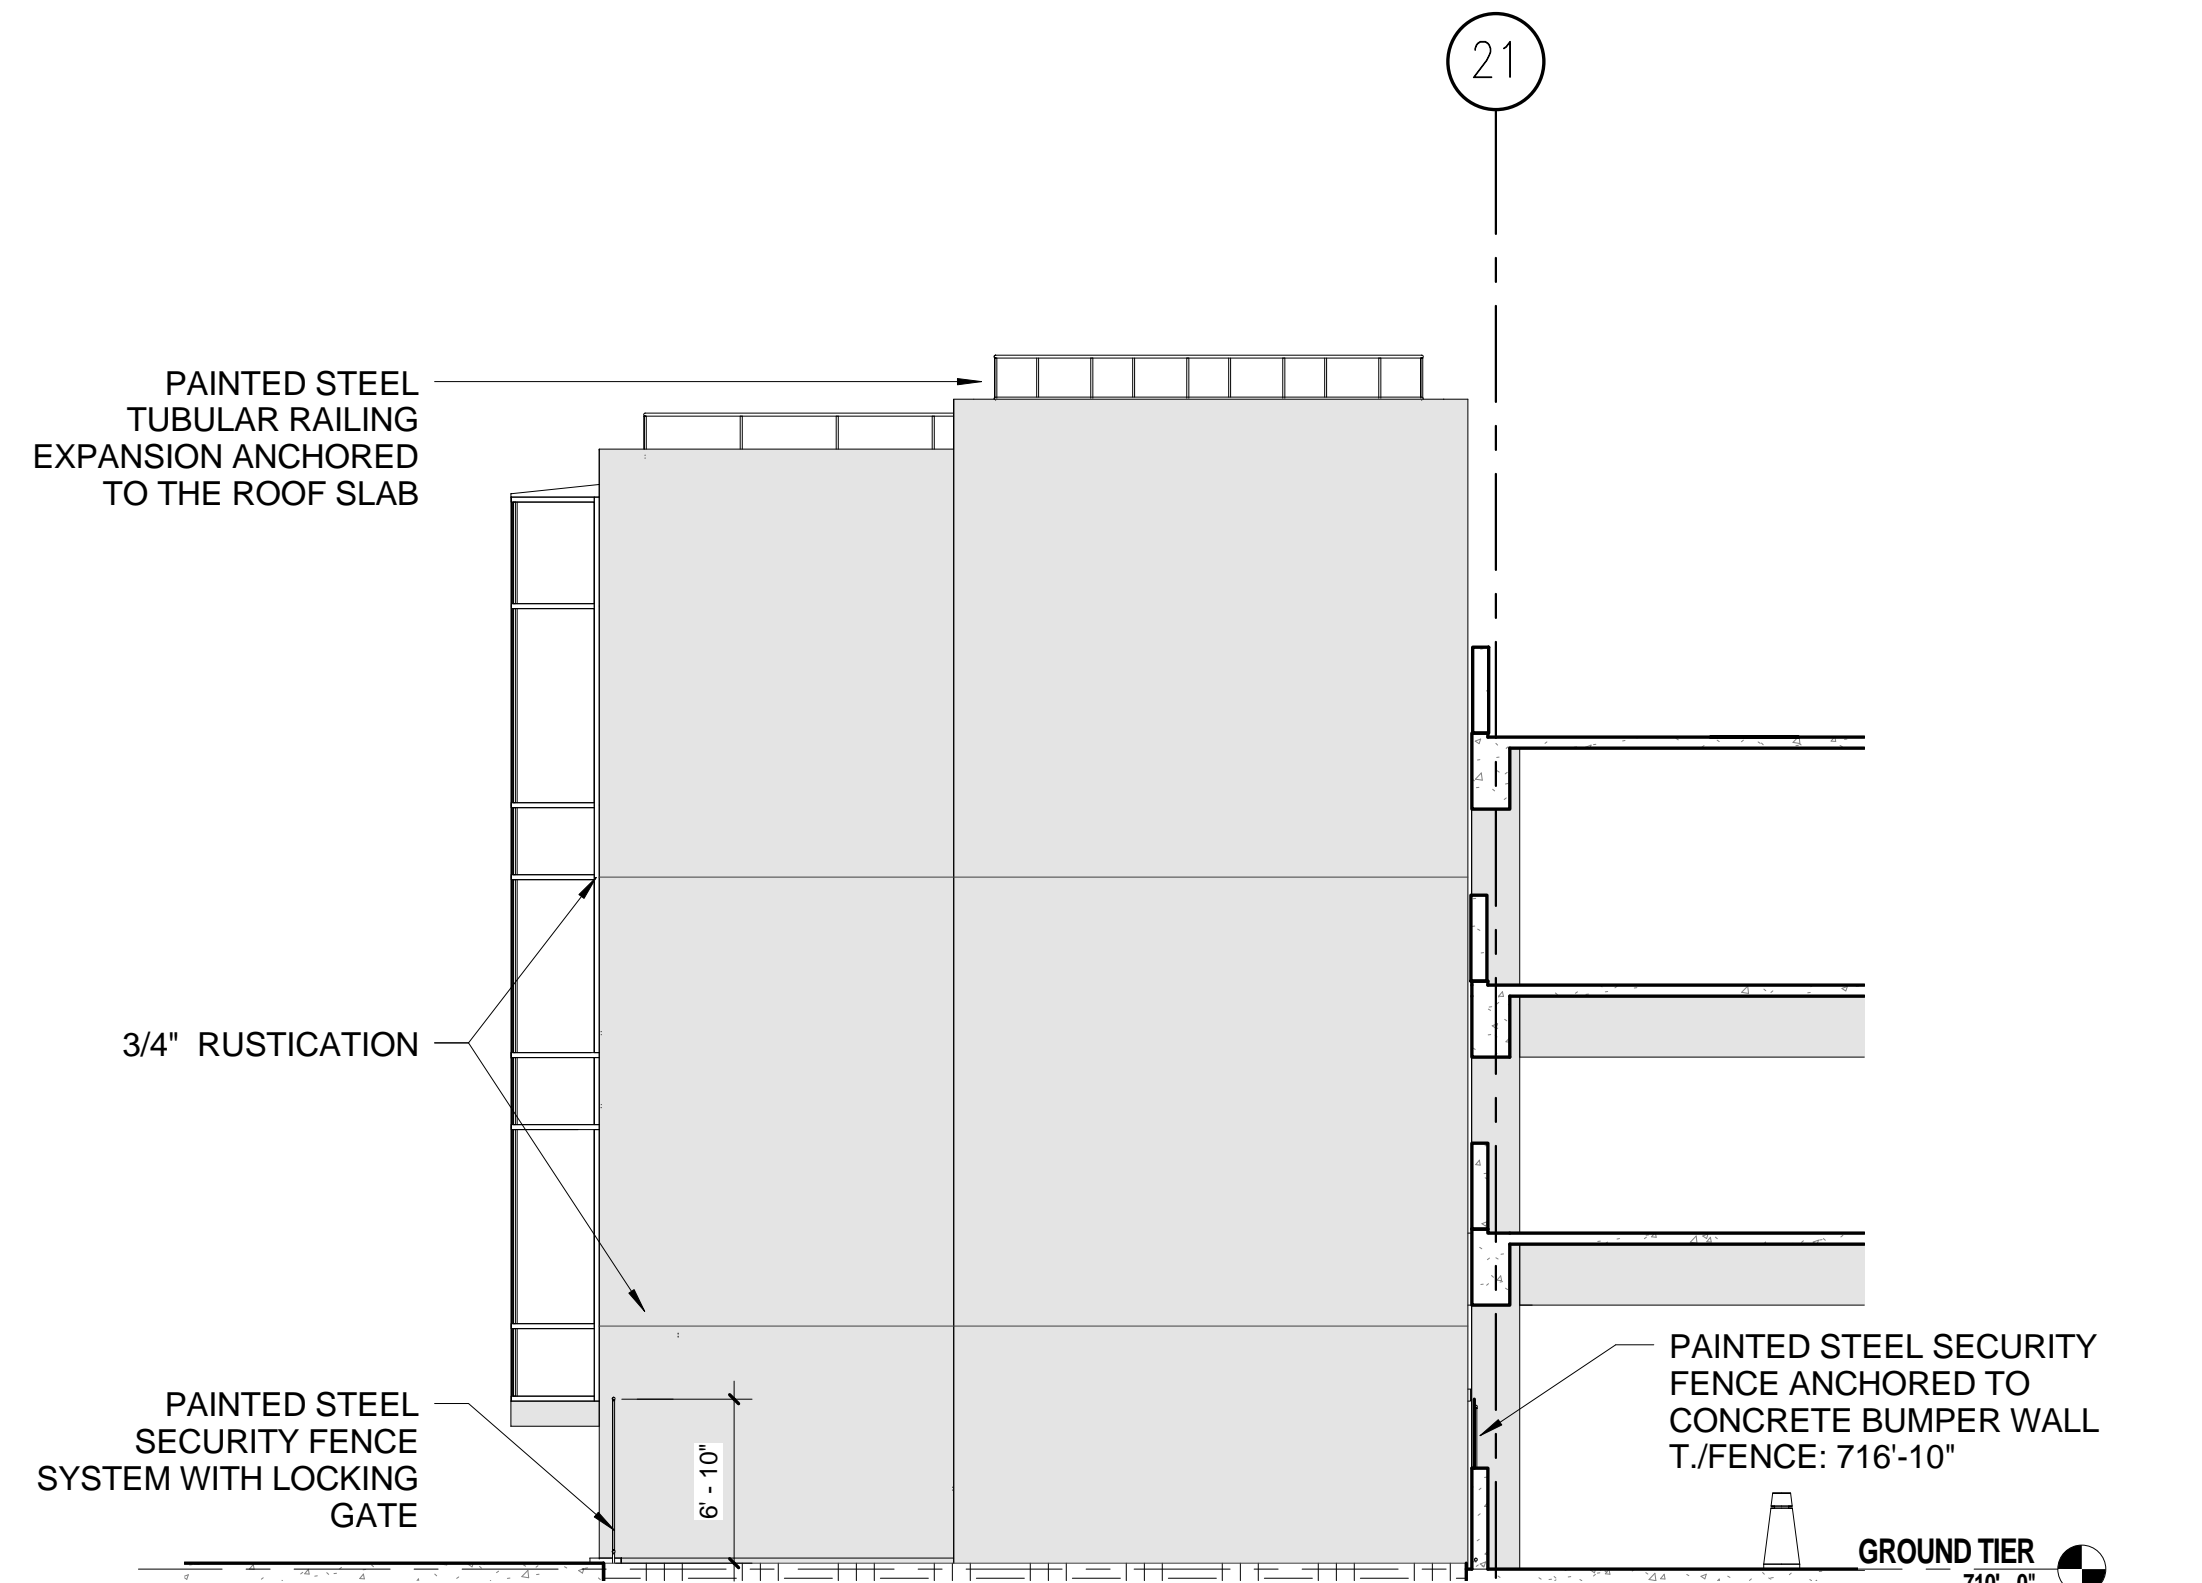 21
PAINTED STEEL
TUBULAR RAILING
EXPANSION ANCHORED
TO THE ROOF SLAB
3/4" RUSTICATION
PAINTED STEEL
SECURITY FENCE
SYSTEM WITH LOCKING
GATE
6' - 10"
PAINTED STEEL SECURITY
FENCE ANCHORED TO
CONCRETE BUMPER WALL
T./FENCE: 716'-10"
GROUND TIER
710' - 0"